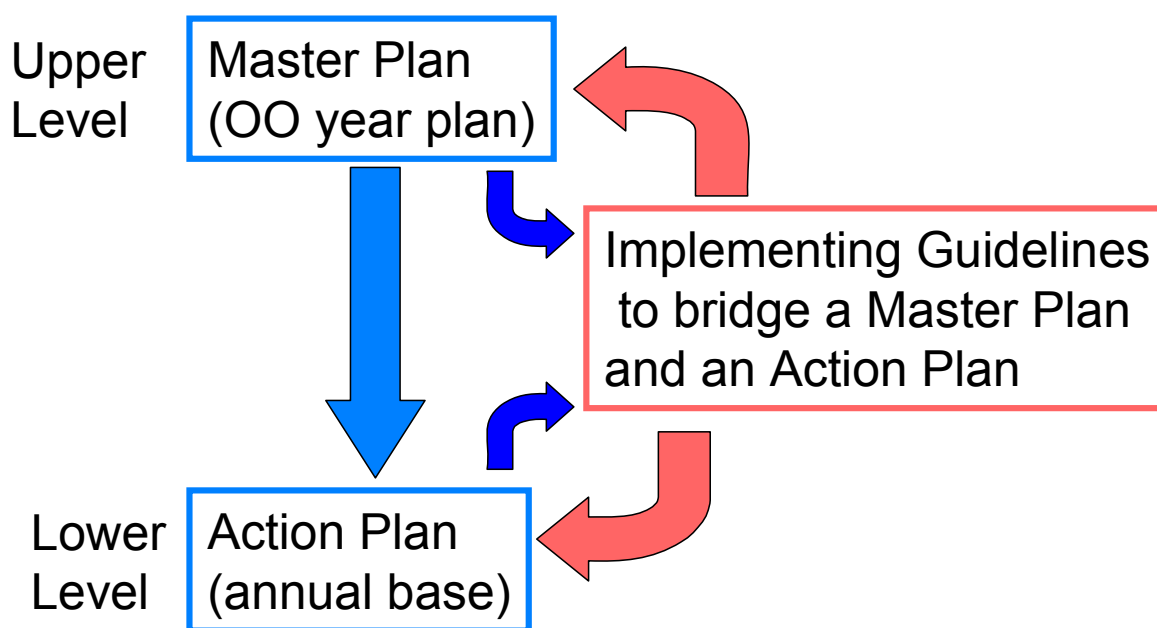 Upper
Level
Master Plan
(OO year plan)
Implementing Guidelines
to bridge a Master Plan
and an Action Plan
Lower
Level
Action Plan
(annual base)